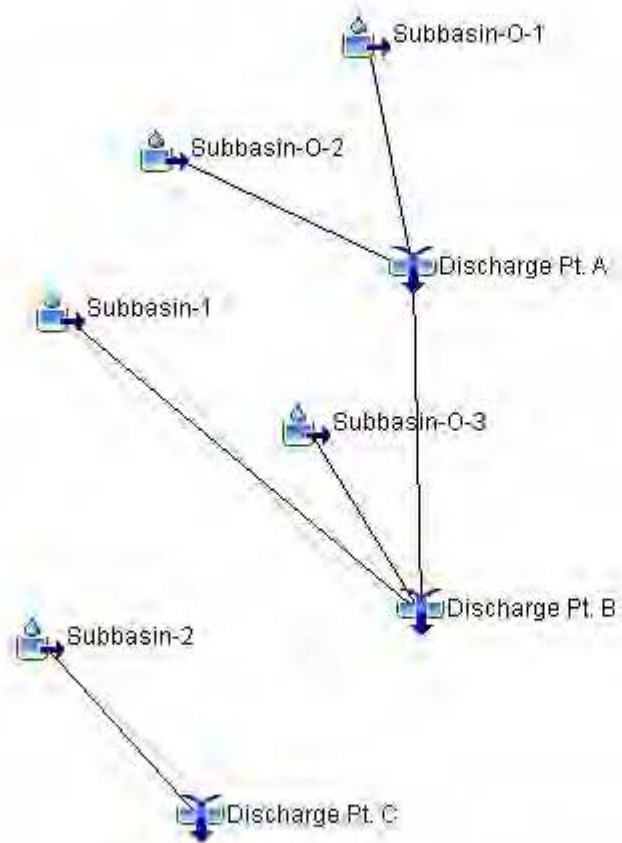 Subbasin-O-1
Subbasin-O-2
Discharge Pt. A
Subbasin-1
Subbasin-O-3
Discharge Pt. B
Subbasin-2
Discharge Pt. C